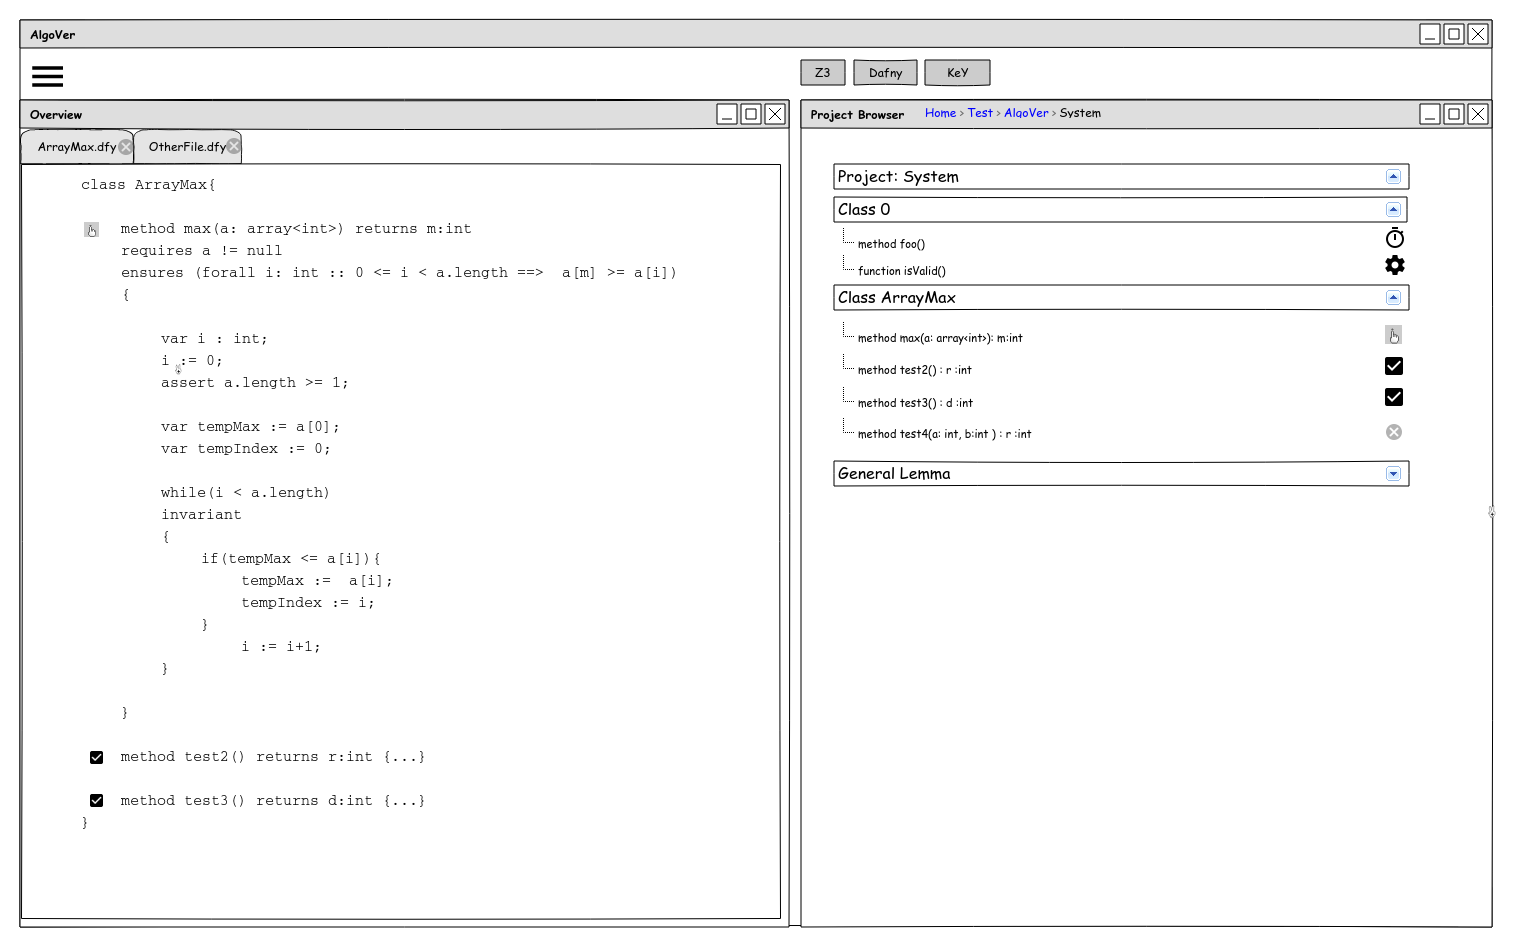 AlgoVer
Z3 Dafny KeY
Overview
ArrayMax.dfy OtherFile.dfy
class ArrayMax{
method max(a: array<int>) returns m:int
requires a != null
ensures (forall i: int :: 0 <= i < a.length ==>  a[m] >= a[i])
{
var i : int;
i := 0;
assert a.length >= 1;
var tempMax := a[0];
var tempIndex := 0;
while(i < a.length)
invariant
{
if(tempMax <= a[i]){
tempMax :=  a[i];
tempIndex := i;
}
i := i+1;
}
}
method test2() returns r:int {...}
method test3() returns d:int {...}
}
Project Browser Home > Test > AlgoVer > System
Project: System
Class 0
method foo()
function isValid()
Class ArrayMax
method max(a: array<int>): m:int
method test2() : r :int
method test3() : d :int
method test4(a: int, b:int ) : r :int
General Lemma